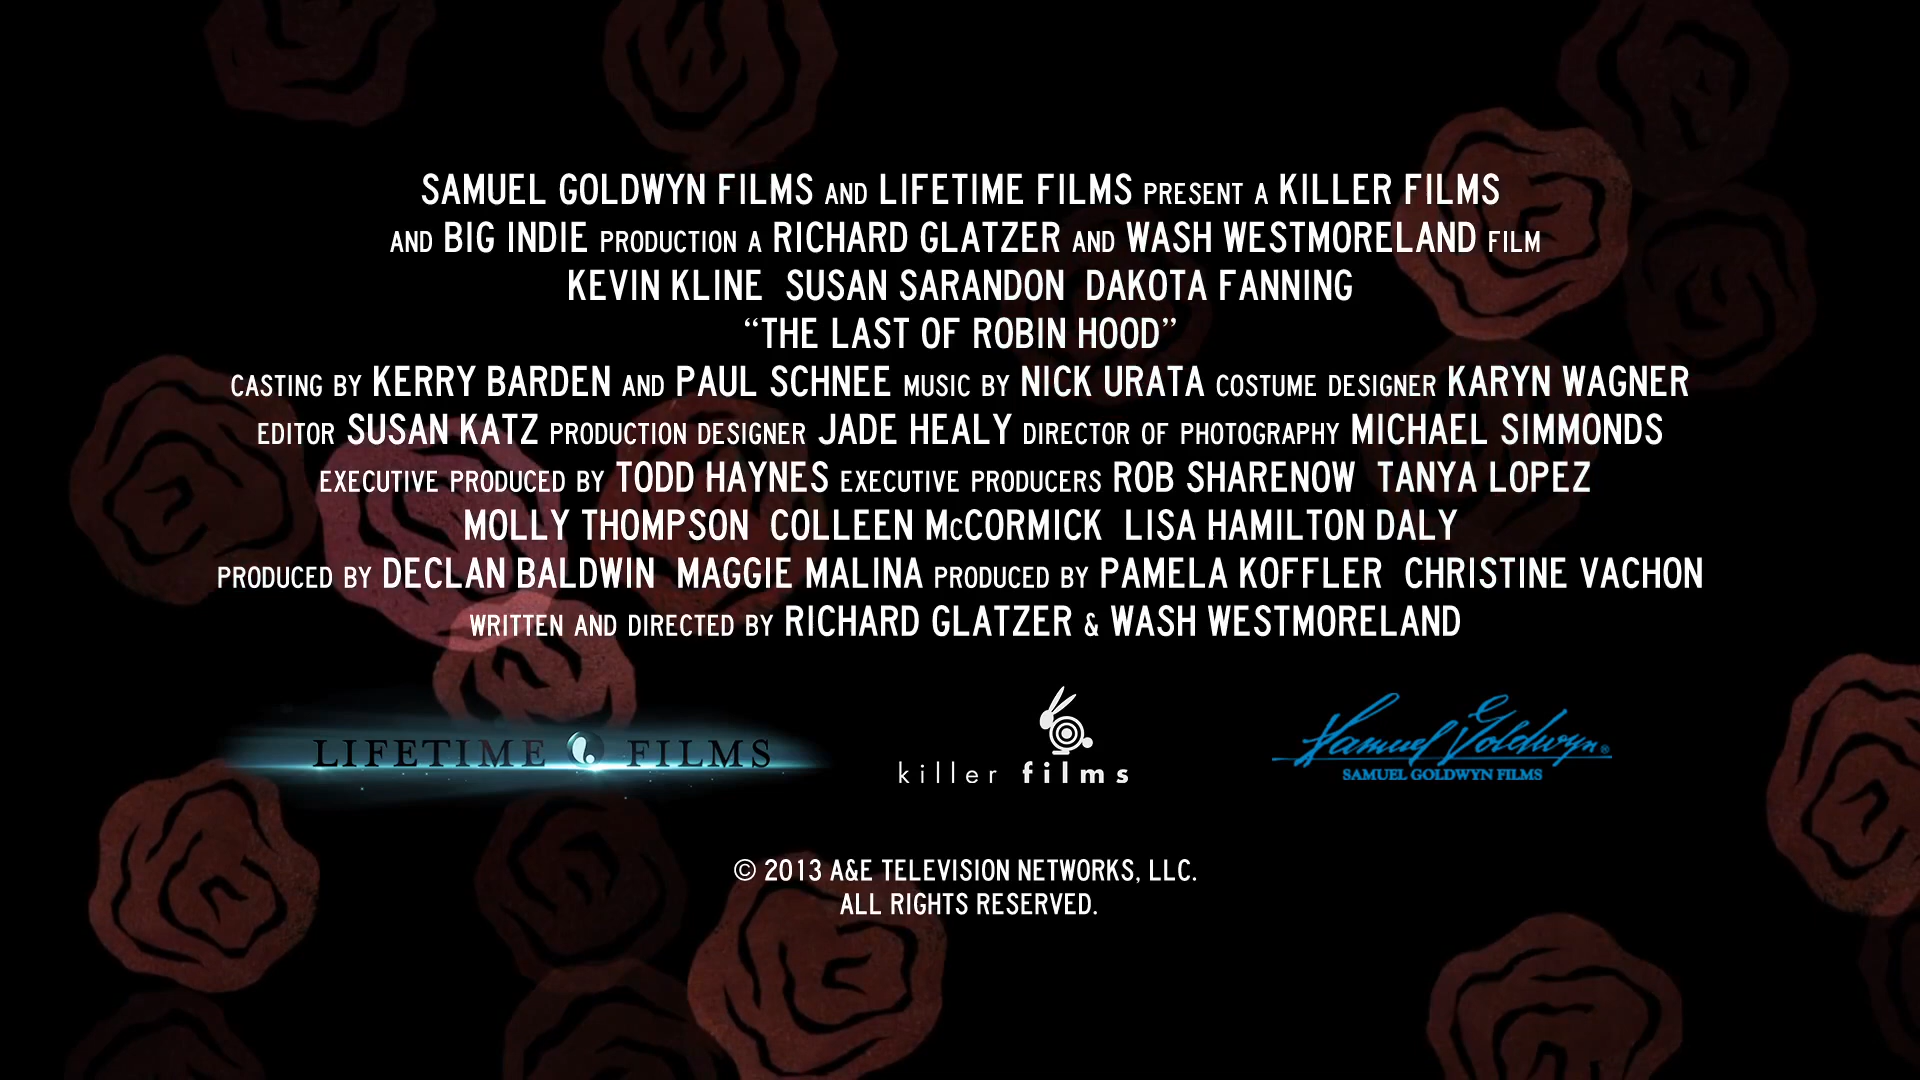 SAMUEL GOLDWYN FILMS AND LIFETIME FILMS PRESENT A KILLER FILMS
AND BIG INDIE PRODUCTION A RICHARD GLATZER AND WASH WESTMORELAND FILM
KEVIN KLINE SUSAN SARANDON DAKOTA FANNING
“THE LAST OF ROBIN HOOD”
CASTING BY KERRY BARDEN AND PAUL SCHNEE MUSIC BY NICK URATA COSTUME DESIGNER KARYN WAGNER
EDITOR SUSAN KATZ PRODUCTION DESIGNER JADE HEALY DIRECTOR OF PHOTOGRAPHY MICHAEL SIMMONDS
EXECUTIVE PRODUCED BY TODD HAYNES EXECUTIVE PRODUCERS ROB SHARENOW TANYA LOPEZ
MOLLY THOMPSON COLLEEN McCORMICK LISA HAMILTON DALY
PRODUCED BY DECLAN BALDWIN MAGGIE MALINA PRODUCED BY PAMELA KOFFLER CHRISTINE VACHON
WRITTEN AND DIRECTED BY RICHARD GLATZER & WASH WESTMORELAND
LIFETIME FILMS
killer films
Samuel Goldwyn®
SAMUEL GOLDWYN FILMS
© 2013 A&E TELEVISION NETWORKS, LLC.
ALL RIGHTS RESERVED.